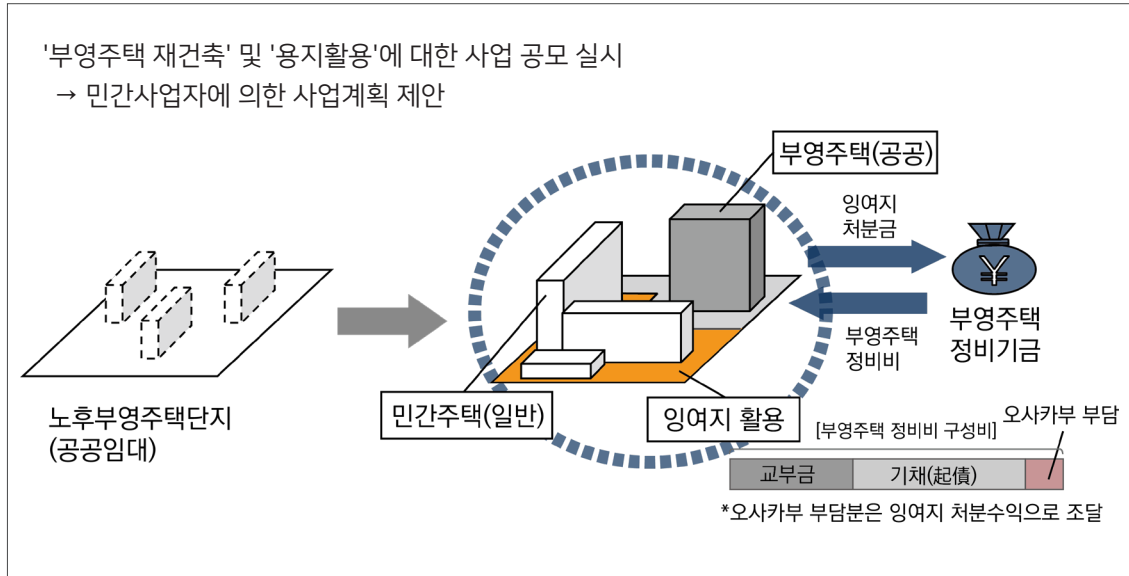 '부영주택 재건축' 및 '용지활용'에 대한 사업 공모 실시
→ 민간사업자에 의한 사업계획 제안
부영주택(공공)
잉여지
처분금
¥
부영주택
정비비
부영주택
정비기금
노후부영주택단지
(공공임대)
민간주택(일반)
잉여지 활용
오사카부 부담
[부영주택 정비비 구성비]
교부금
기채(起債)
*오사카부 부담분은 잉여지 처분수익으로 조달